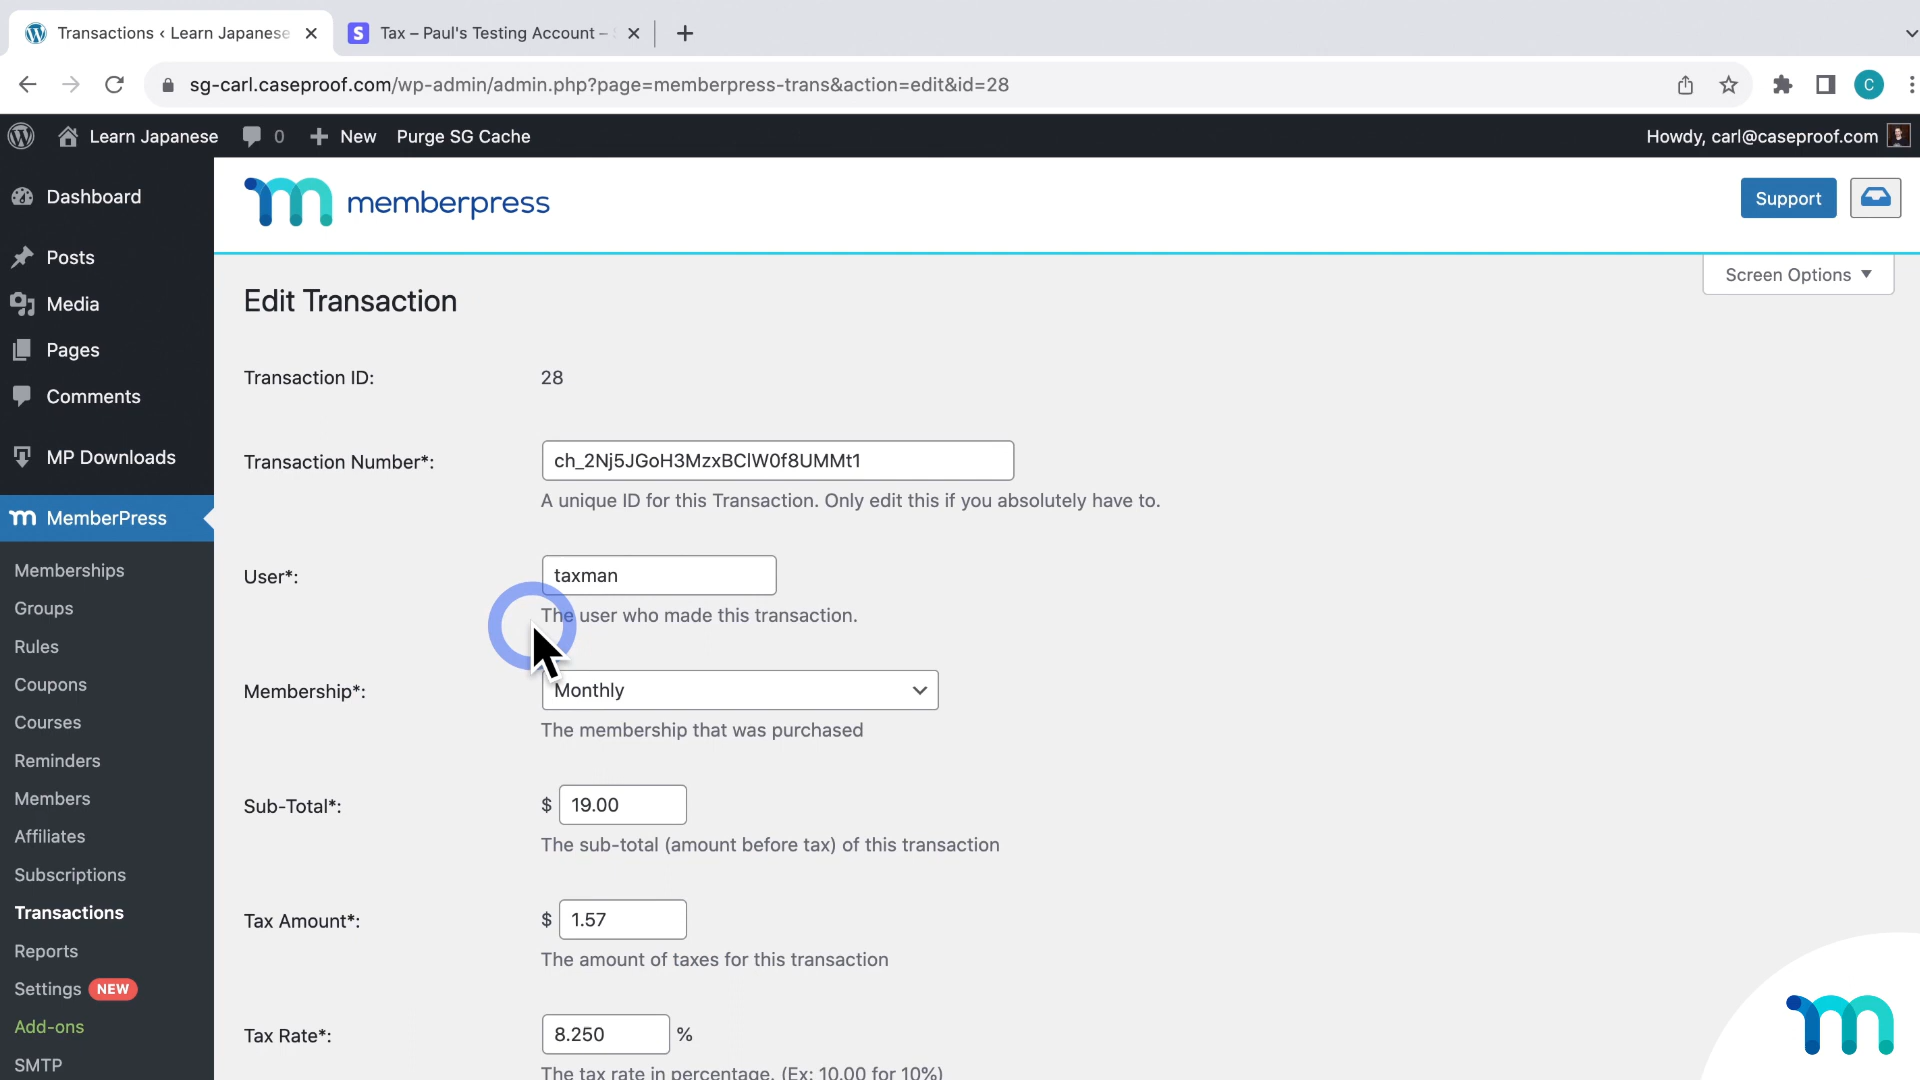 Transactions ‹ Learn Japanese
Tax – Paul's Testing Account –
sg-carl.caseproof.com/wp-admin/admin.php?page=memberpress-trans&action=edit&id=28
C
Learn Japanese
0
New
Purge SG Cache
Howdy, carl@caseproof.com
Dashboard
Posts
Media
Pages
Comments
MP Downloads
MemberPress
Memberships
Groups
Rules
Coupons
Courses
Reminders
Members
Affiliates
Subscriptions
Transactions
Reports
Settings NEW
Add-ons
SMTP
memberpress
Support
Screen Options
Edit Transaction
Transaction ID: 28
Transaction Number*: ch_2Nj5JGoH3MzxBClW0f8UMMt1
A unique ID for this Transaction. Only edit this if you absolutely have to.
User*: taxman
The user who made this transaction.
Membership*: Monthly
The membership that was purchased
Sub-Total*: $ 19.00
The sub-total (amount before tax) of this transaction
Tax Amount*: $ 1.57
The amount of taxes for this transaction
Tax Rate*: 8.250 %
The tax rate in percentage. (Ex: 10.00 for 10%)